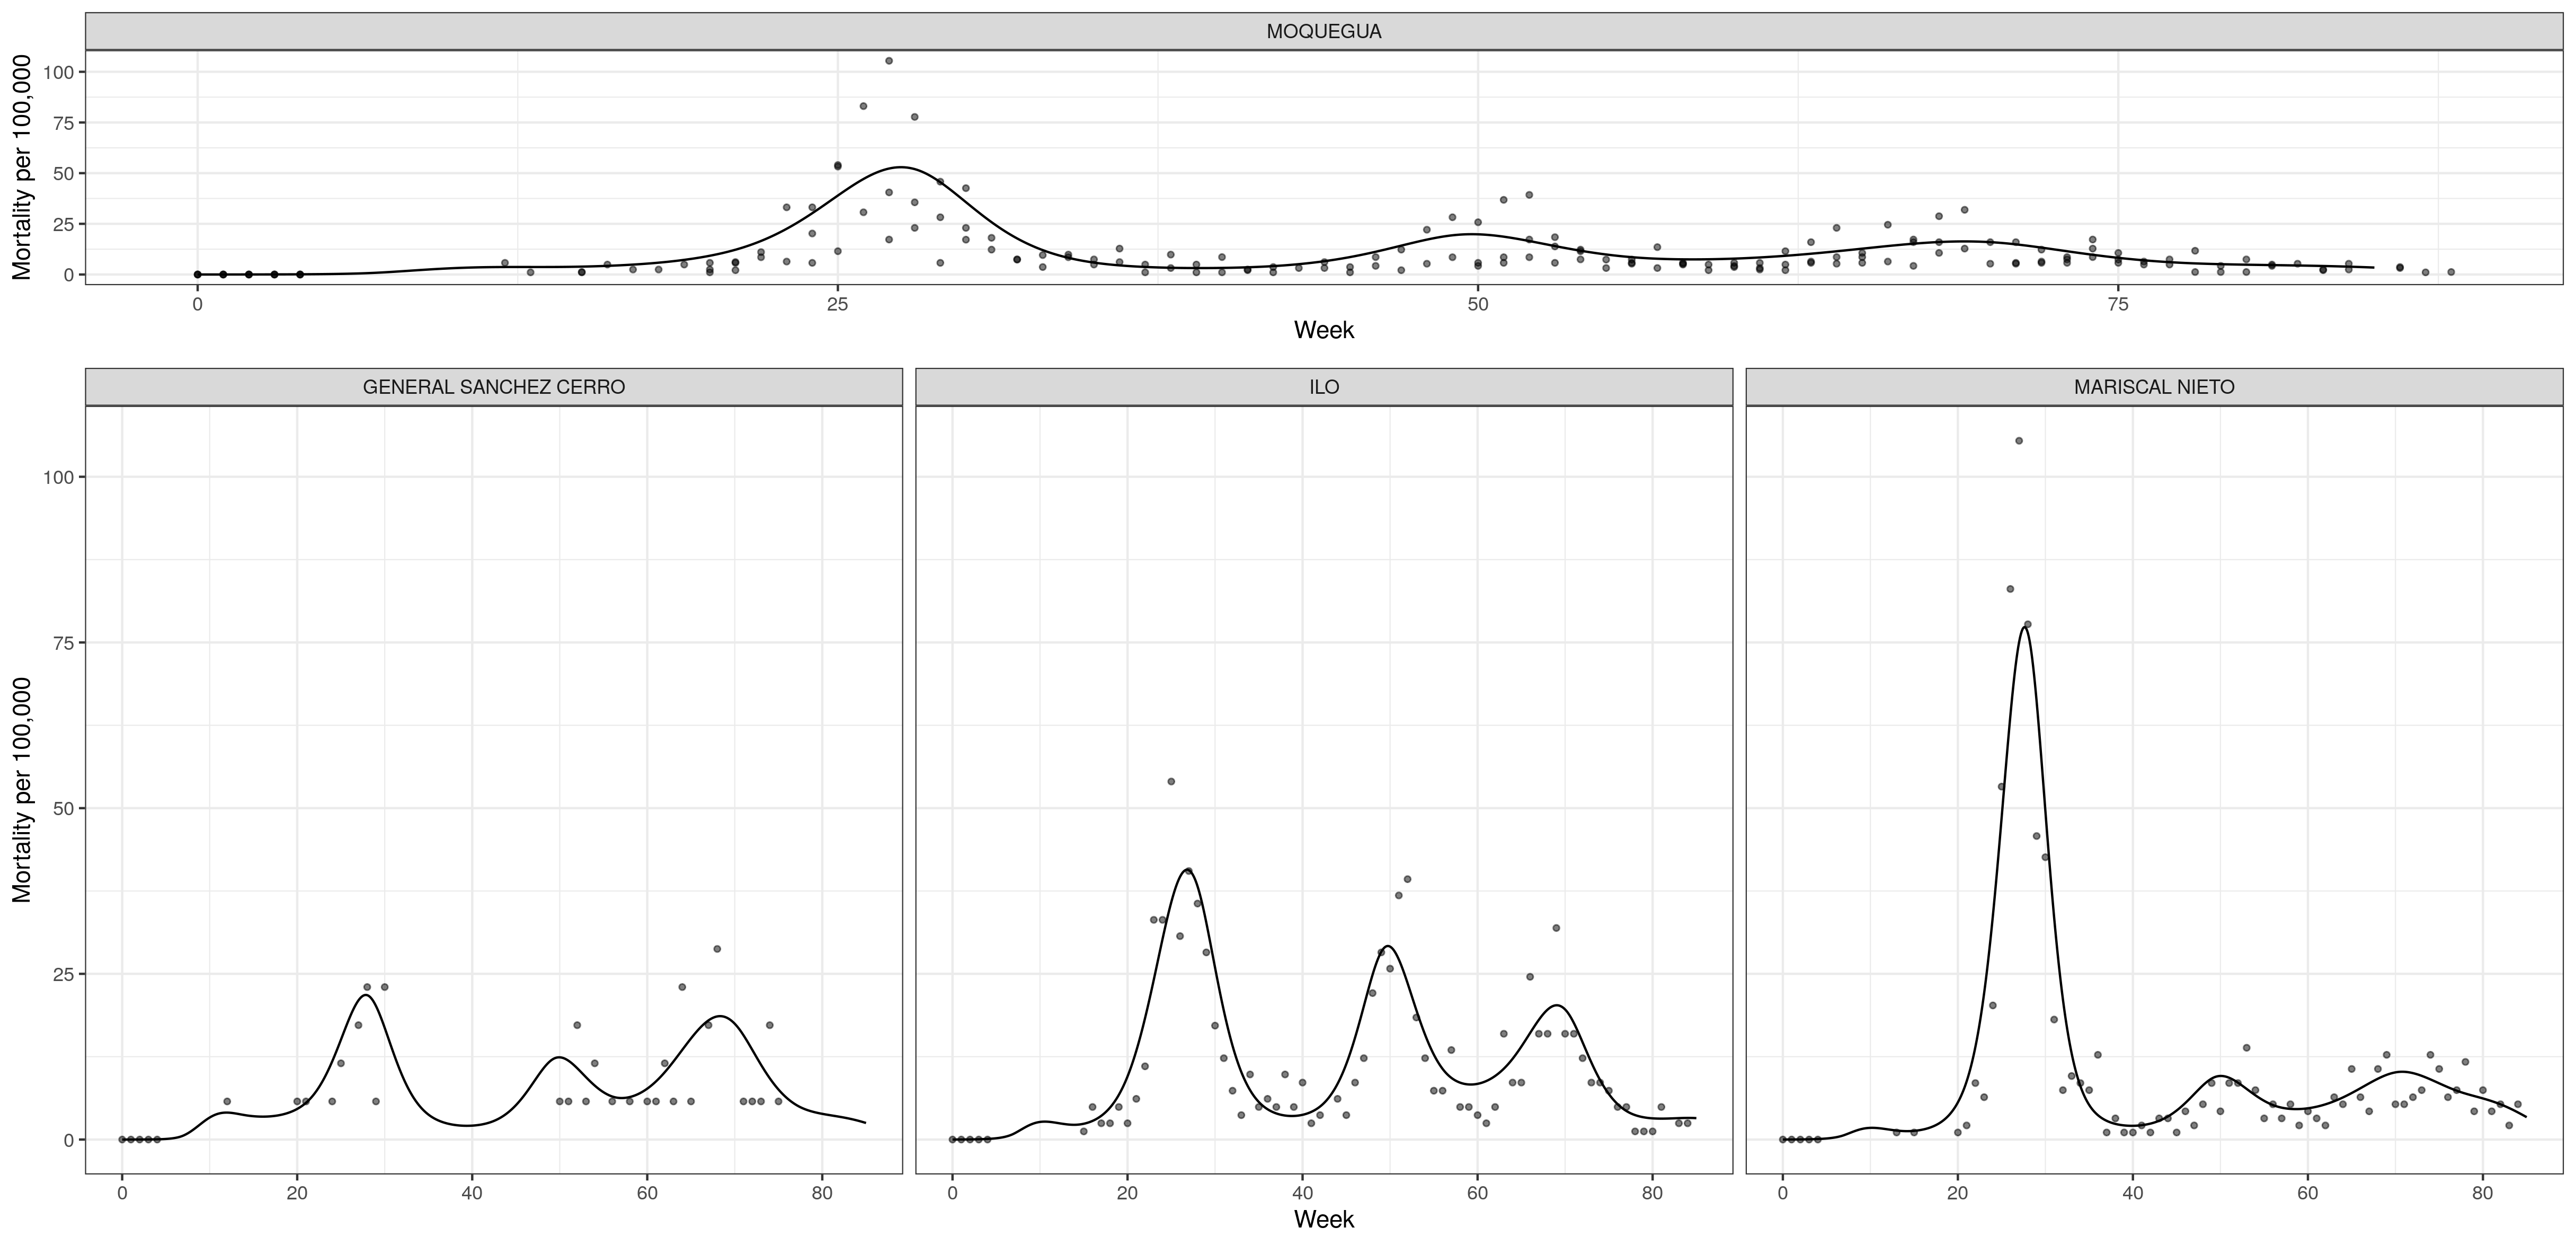 MOQUEGUA
Mortality per 100,000
100
75
50
25
0
0 25 50 75
Week
GENERAL SANCHEZ CERRO ILO MARISCAL NIETO
Mortality per 100,000
100
75
50
25
0
0 20 40 60 80 0 20 40 60 80 0 20 40 60 80
Week